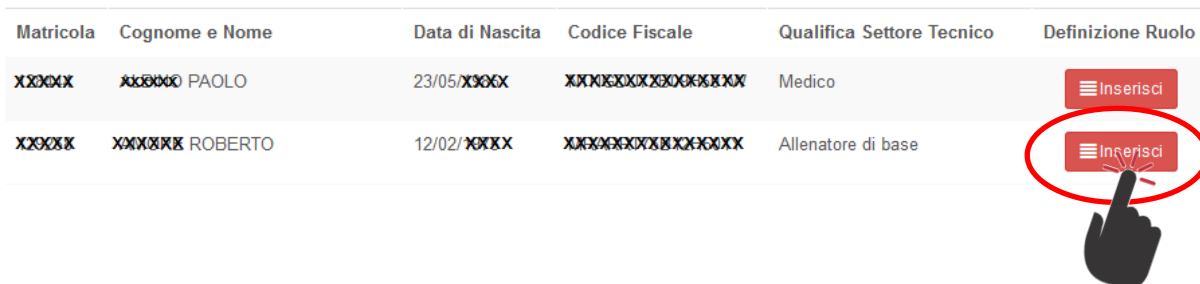 Matricola Cognome e Nome Data di Nascita Codice Fiscale Qualifica Settore Tecnico Definizione Ruolo
PAOLO 23/05/ Medico Inserisci
ROBERTO 12/02/ Allenatore di base Inserisci